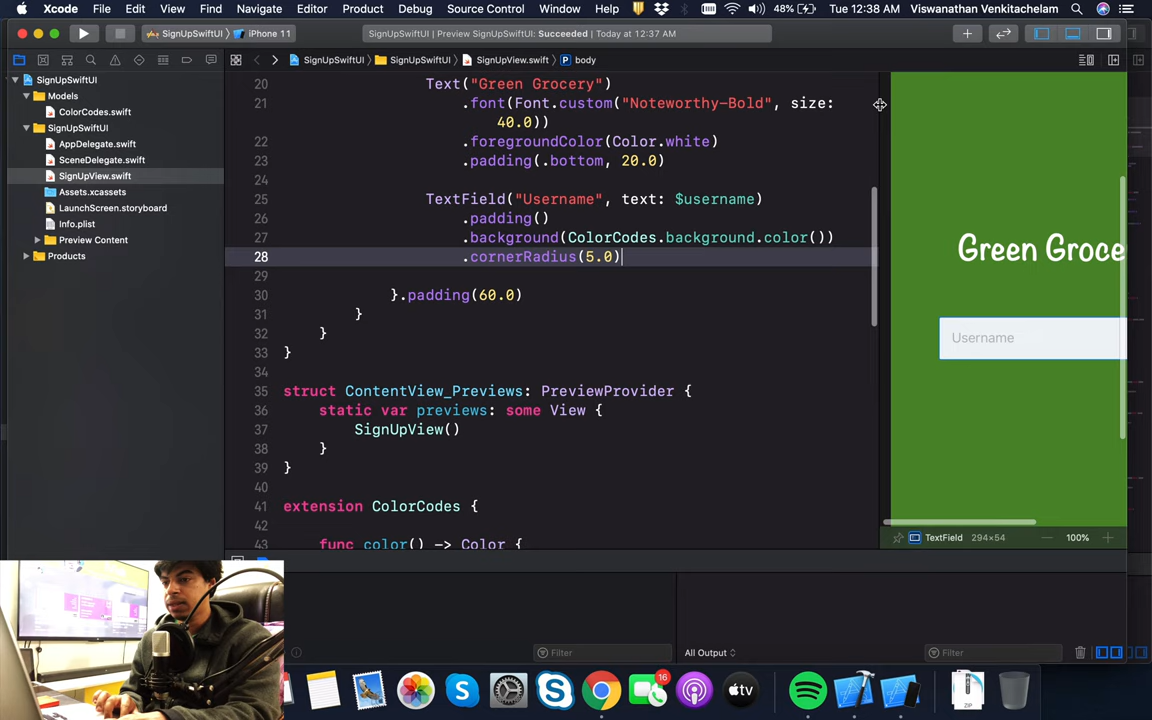 Xcode File Edit View Find Navigate Editor Product Debug Source Control Window Help 48% Tue 12:38 AM Viswanathan Venkitachelam
SignUpSwiftUI iPhone 11 SignUpSwiftUI | Preview SignUpSwiftUI: Succeeded | Today at 12:37 AM
SignUpSwiftUI SignUpSwiftUI SignUpView.swift body
SignUpSwiftUI
Models
ColorCodes.swift
SignUpSwiftUI
AppDelegate.swift
SceneDelegate.swift
SignUpView.swift
Assets.xcassets
LaunchScreen.storyboard
Info.plist
Preview Content
Products
20 Text("Green Grocery")
21 .font(Font.custom("Noteworthy-Bold", size:
40.0))
22 .foregroundColor(Color.white)
23 .padding(.bottom, 20.0)
24
25 TextField("Username", text: $username)
26 .padding()
27 .background(ColorCodes.background.color())
28 .cornerRadius(5.0)
29
30 }.padding(60.0)
31 }
32 }
33 }
34
35 struct ContentView_Previews: PreviewProvider {
36 static var previews: some View {
37 SignUpView()
38 }
39 }
40
41 extension ColorCodes {
42
43 func color() -> Color {
Green Groce
Username
TextField 294×54 100%
Filter All Output Filter
16
ZIP